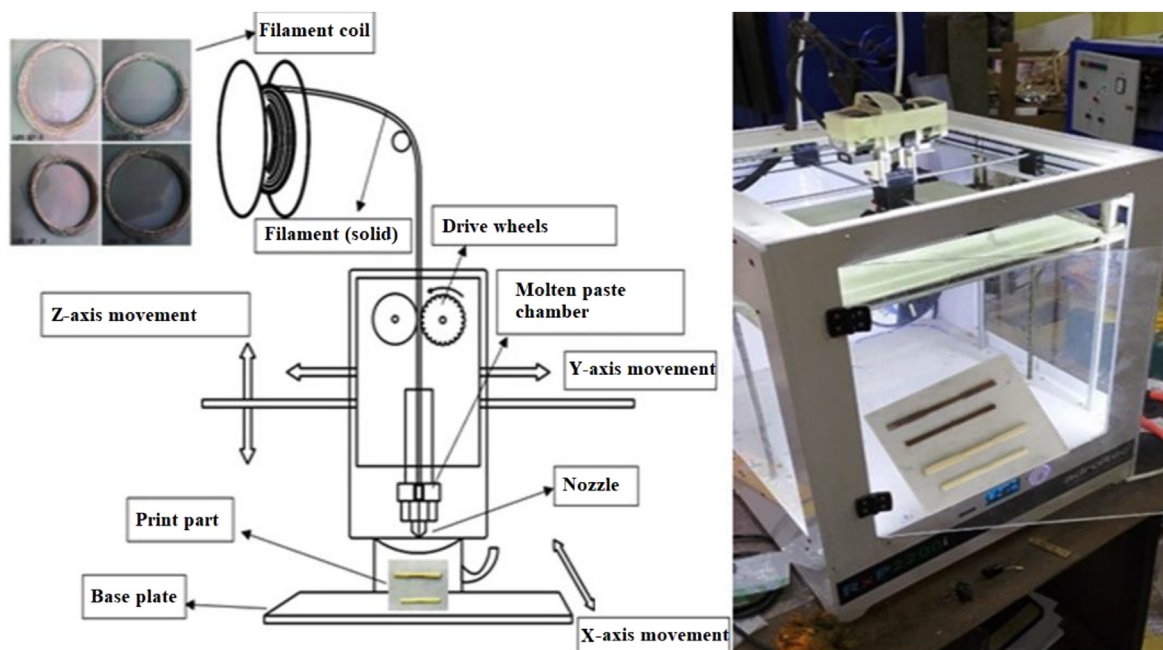 Filament coil
Filament (solid)
Drive wheels
Molten paste
chamber
Z-axis movement
Y-axis movement
Nozzle
Print part
Base plate
X-axis movement